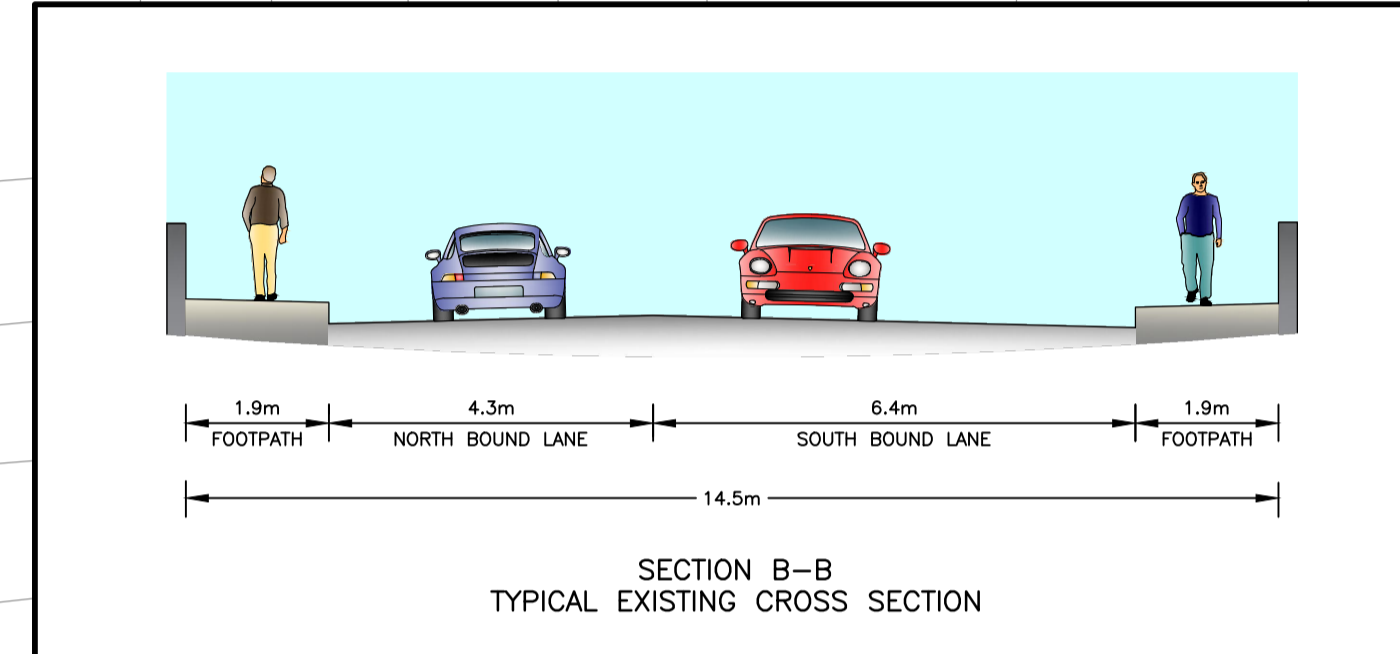 1.9m 4.3m 6.4m 1.9m
FOOTPATH NORTH BOUND LANE SOUTH BOUND LANE FOOTPATH
14.5m
SECTION B–B
TYPICAL EXISTING CROSS SECTION